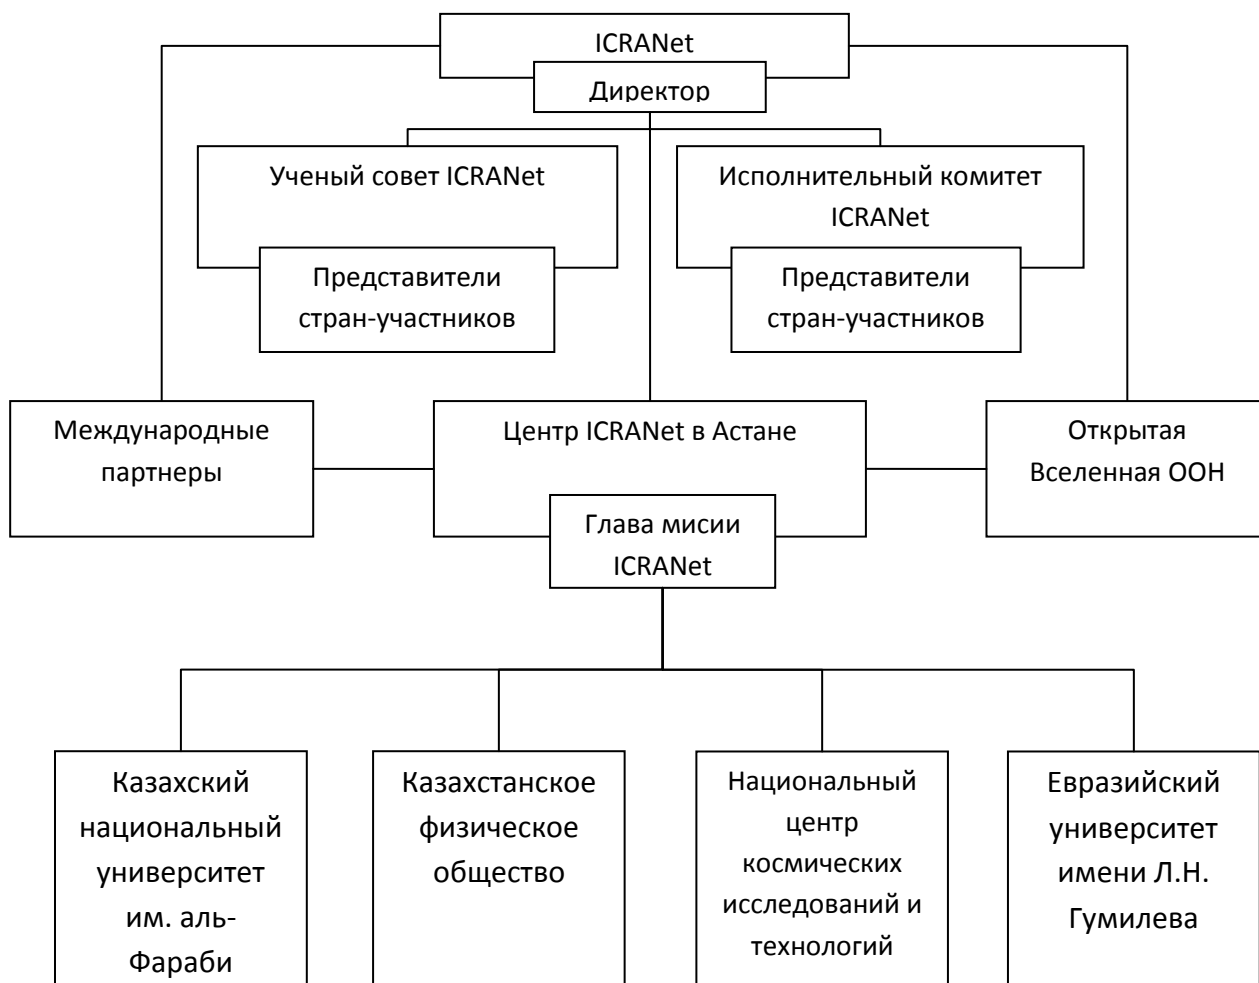 ICRANet
Директор
Ученый совет ICRANet
Представители
стран-участников
Исполнительный комитет
ICRANet
Представители
стран-участников
Международные
партнеры
Центр ICRANet в Астане
Глава мисии
ICRANet
Открытая
Вселенная ООН
Казахский
национальный
университет
им. аль-
Фараби
Казахстанское
физическое
общество
Национальный
центр
космических
исследований и
технологий
Евразийский
университет
имени Л.Н.
Гумилева